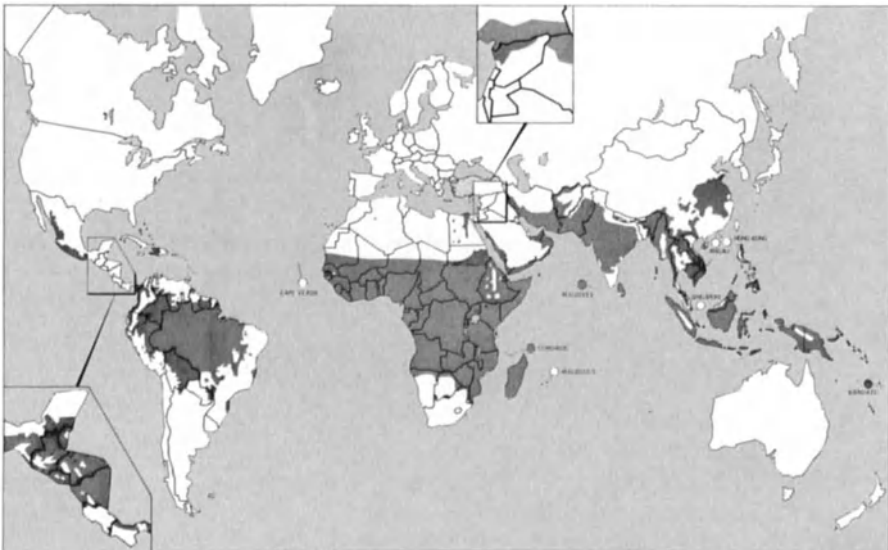 HONG KONG
MACAO
CAPE VERDE
MALDIVES
SINGAPORE
COMOROS
MAURITIUS